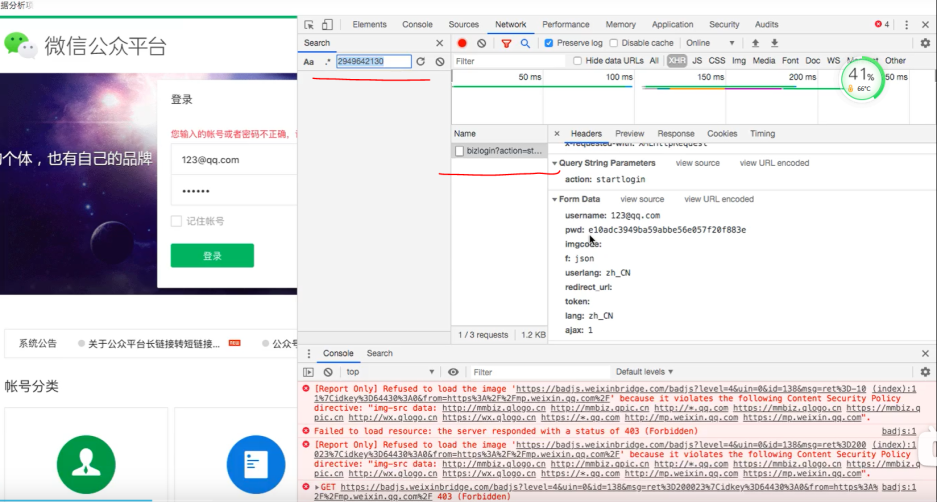 据分析
微信公众平台
登录
您输入的帐号或者密码不正确，
个体，也有自己的品牌
123@qq.com
••••••
记住帐号
登录
系统公告
关于公众平台长链接转短链接...
公众号
帐号分类
Elements Console Sources Network Performance Memory Application Security Audits
4
Search
Preserve log Disable cache Online
Aa .* 2949642130
Filter
Hide data URLs All XHR JS CSS Img Media Font Doc WS Other
50 ms 100 ms 150 ms 200 ms
41%
66°C
Name
bizlogin?action=st...
1 / 3 requests 1.2 KB
Headers Preview Response Cookies Timing
x-requested-with: XMLHttpRequest
Query String Parameters view source view URL encoded
action: startlogin
Form Data view source view URL encoded
username: 123@qq.com
pwd: e10adc3949ba59abbe56e057f20f883e
imgcode:
f: json
userlang: zh_CN
redirect_url:
token:
lang: zh_CN
ajax: 1
Console Search
top Filter Default levels
[Report Only] Refused to load the image 'https://badjs.weixinbridge.com/badjs?level=4&uin=0&id=138&msg=ret%3D-10 (index):1
1%7Cidkey%3D64430%3A0&from=https%3A%2F%2Fmp.weixin.qq.com%2F' because it violates the following Content Security Policy
directive: "img-src data: http://mmbiz.qlogo.cn http://mmbiz.qpic.cn http://*.qq.com https://mmbiz.qlogo.cn https://mmbiz.q
pic.cn http://wx.qlogo.cn https://wx.qlogo.cn https://*.qq.com http://mp.weixin.qq.com https://mp.weixin.qq.com".
Failed to load resource: the server responded with a status of 403 (Forbidden) badjs:1
[Report Only] Refused to load the image 'https://badjs.weixinbridge.com/badjs?level=4&uin=0&id=138&msg=ret%3D200 (index):1
023%7Cidkey%3D64430%3A0&from=https%3A%2F%2Fmp.weixin.qq.com%2F' because it violates the following Content Security Policy
directive: "img-src data: http://mmbiz.qlogo.cn http://mmbiz.qpic.cn http://*.qq.com https://mmbiz.qlogo.cn https://mmbiz.q
pic.cn http://wx.qlogo.cn https://wx.qlogo.cn https://*.qq.com http://mp.weixin.qq.com https://mp.weixin.qq.com".
GET https://badjs.weixinbridge.com/badjs?level=4&uin=0&id=138&msg=ret%3D200023%7Cidkey%3D64430%3A0&from=https%3A% badjs:1
2F%2Fmp.weixin.qq.com%2F 403 (Forbidden)